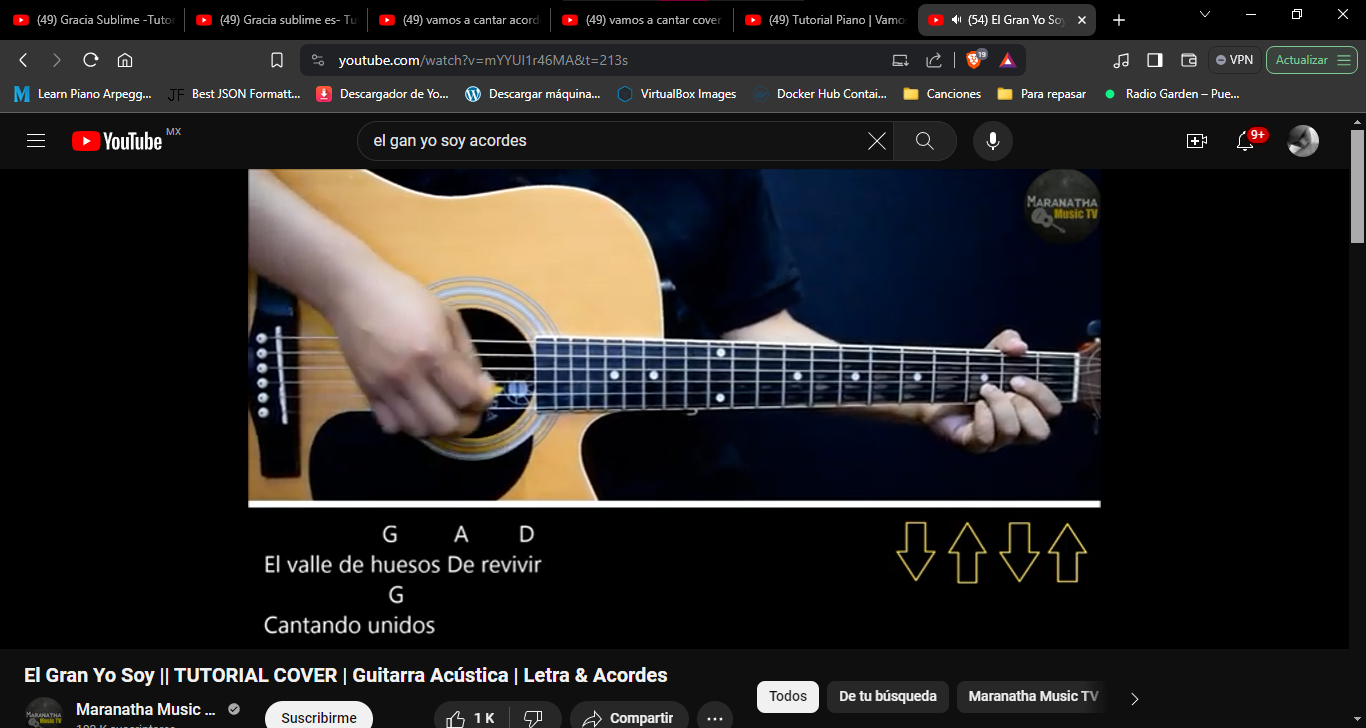 (49) Gracia Sublime -Tutor
(49) Gracia sublime es- Tu
(49) vamos a cantar acord
(49) vamos a cantar cover
(49) Tutorial Piano | Vamo
(54) El Gran Yo Soy
youtube.com/watch?v=mYYUI1r46MA&t=213s
19
VPN
Actualizar
Learn Piano Arpegg...
JF Best JSON Formatt...
Descargador de Yo...
Descargar máquina...
VirtualBox Images
Docker Hub Contai...
Canciones
Para repasar
Radio Garden – Pue...
YouTube MX
el gan yo soy acordes
9+
MARANATHA
Music TV
G A D
El valle de huesos De revivir
G
Cantando unidos
El Gran Yo Soy || TUTORIAL COVER | Guitarra Acústica | Letra & Acordes
Maranatha Music ...
Suscribirme
1 K
Compartir
Todos
De tu búsqueda
Maranatha Music TV